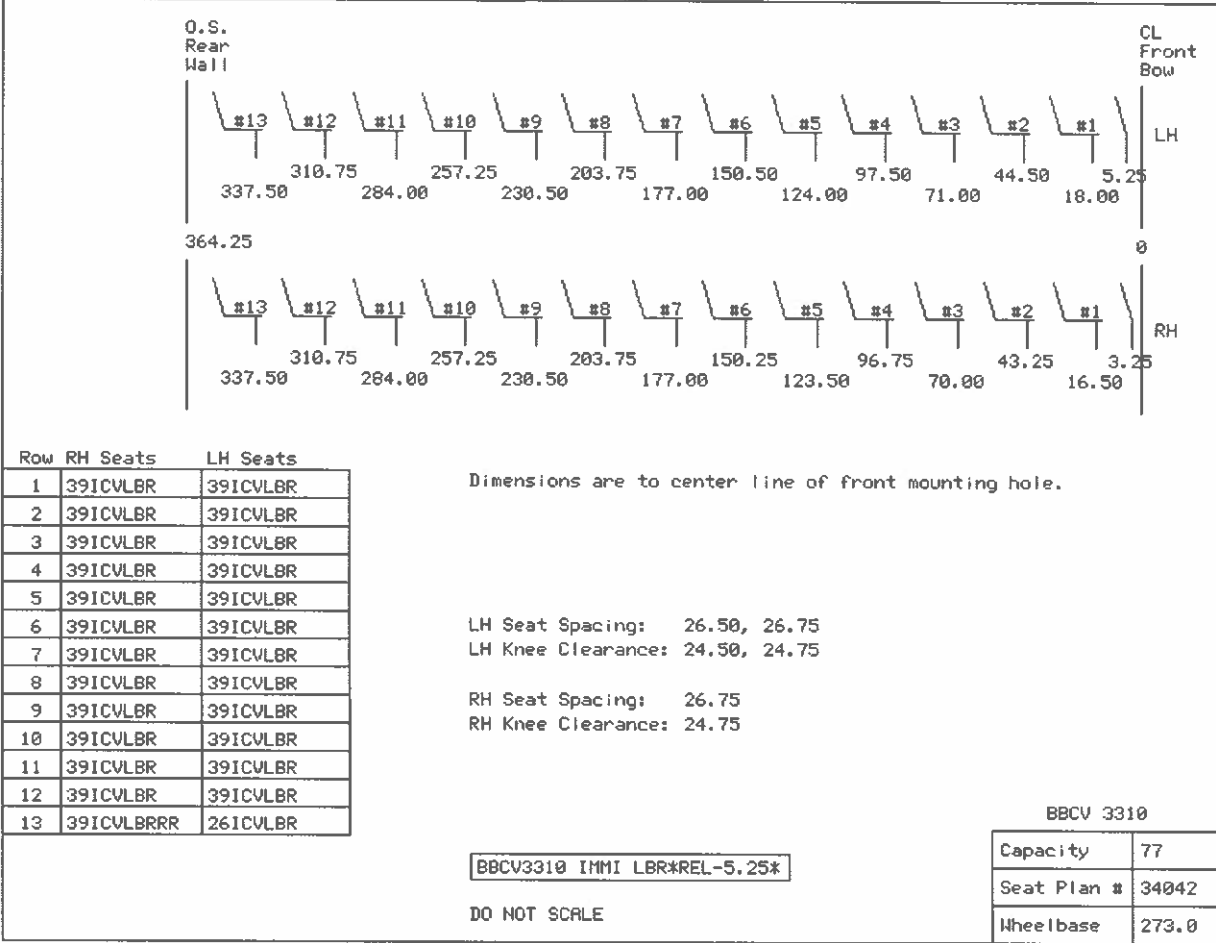 O.S.
Rear
Wall
CL
Front
Bow
#13 #12 #11 #10 #9 #8 #7 #6 #5 #4 #3 #2 #1 LH
310.75 257.25 203.75 150.50 97.50 44.50 5.25
337.50 284.00 230.50 177.00 124.00 71.00 18.00
364.25 0
#13 #12 #11 #10 #9 #8 #7 #6 #5 #4 #3 #2 #1 RH
310.75 257.25 203.75 150.25 96.75 43.25 3.25
337.50 284.00 230.50 177.00 123.50 70.00 16.50
Row RH Seats LH Seats
1 39ICVLBR 39ICVLBR
2 39ICVLBR 39ICVLBR
3 39ICVLBR 39ICVLBR
4 39ICVLBR 39ICVLBR
5 39ICVLBR 39ICVLBR
6 39ICVLBR 39ICVLBR
7 39ICVLBR 39ICVLBR
8 39ICVLBR 39ICVLBR
9 39ICVLBR 39ICVLBR
10 39ICVLBR 39ICVLBR
11 39ICVLBR 39ICVLBR
12 39ICVLBR 39ICVLBR
13 39ICVLBRRR 26ICVLBR
Dimensions are to center line of front mounting hole.
LH Seat Spacing: 26.50, 26.75
LH Knee Clearance: 24.50, 24.75
RH Seat Spacing: 26.75
RH Knee Clearance: 24.75
BBCV3310 IMMI LBR*REL-5.25*
DO NOT SCALE
BBCV 3310
Capacity 77
Seat Plan # 34042
Wheelbase 273.0